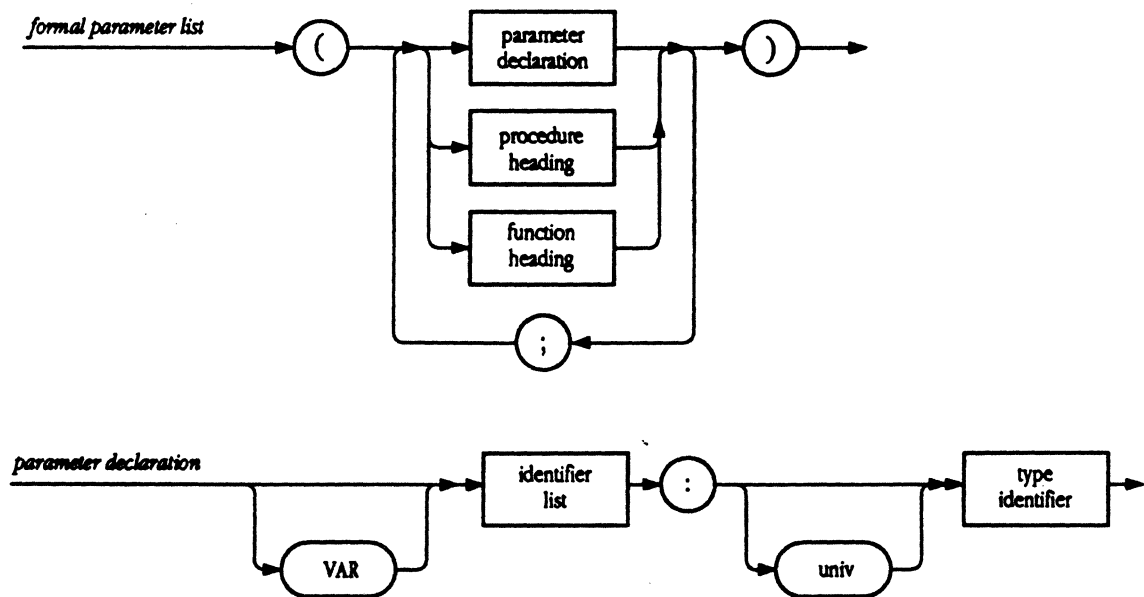 formal parameter list
(
parameter
declaration
)
procedure
heading
function
heading
;
parameter declaration
identifier
list
:
type
identifier
VAR
univ